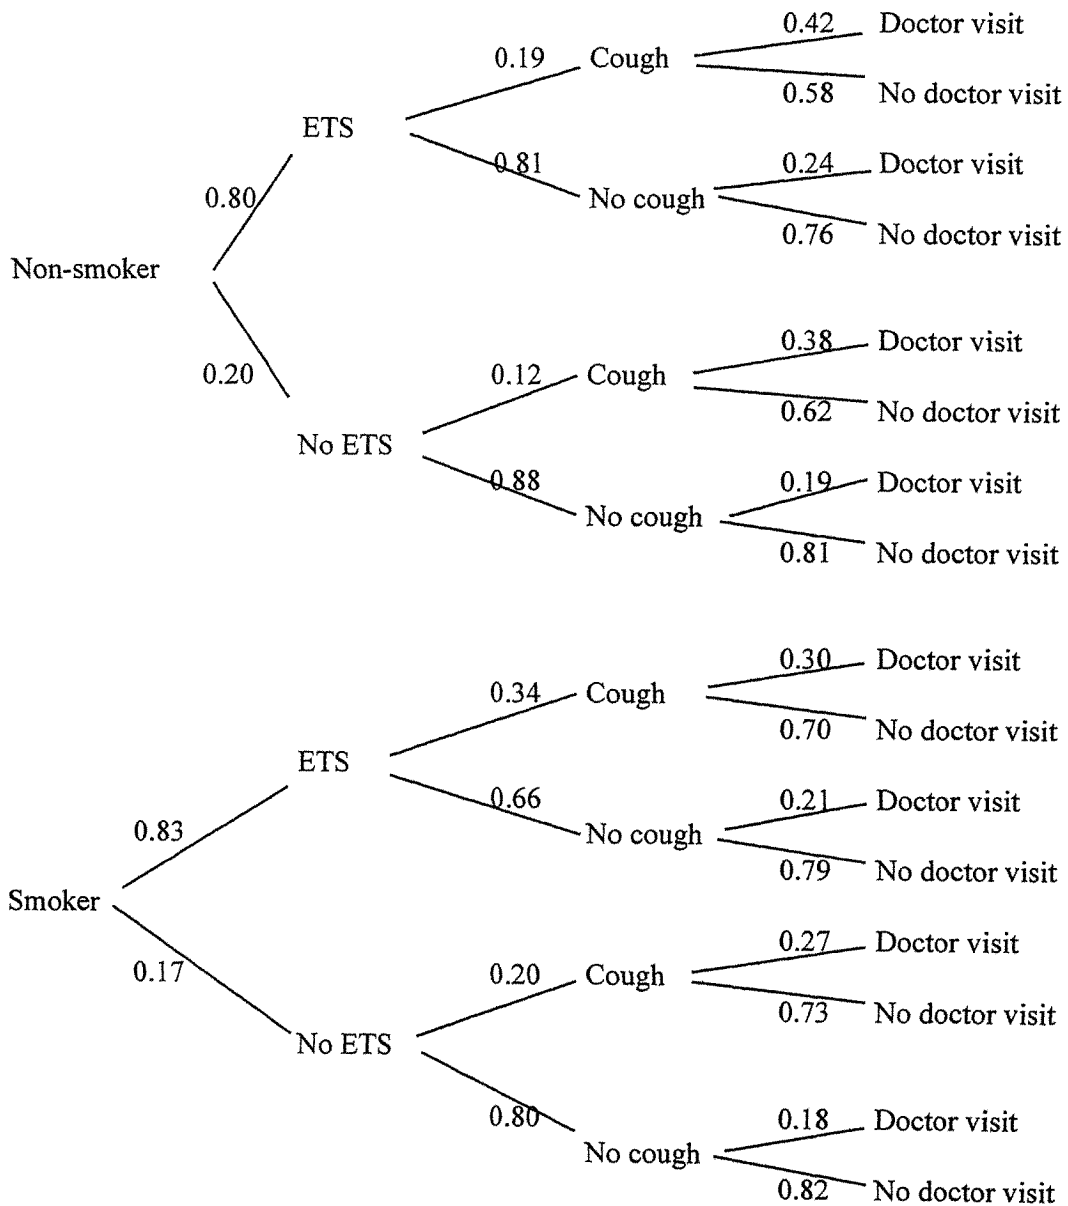 0.42 Doctor visit
0.19 Cough
0.58 No doctor visit
ETS
0.81 0.24 Doctor visit
0.80 No cough
0.76 No doctor visit
Non-smoker
0.38 Doctor visit
0.20 0.12 Cough
0.62 No doctor visit
No ETS
0.88 0.19 Doctor visit
No cough
0.81 No doctor visit
0.30 Doctor visit
0.34 Cough
0.70 No doctor visit
ETS
0.66 0.21 Doctor visit
0.83 No cough
0.79 No doctor visit
Smoker
0.27 Doctor visit
0.17 0.20 Cough
0.73 No doctor visit
No ETS
0.80 0.18 Doctor visit
No cough
0.82 No doctor visit